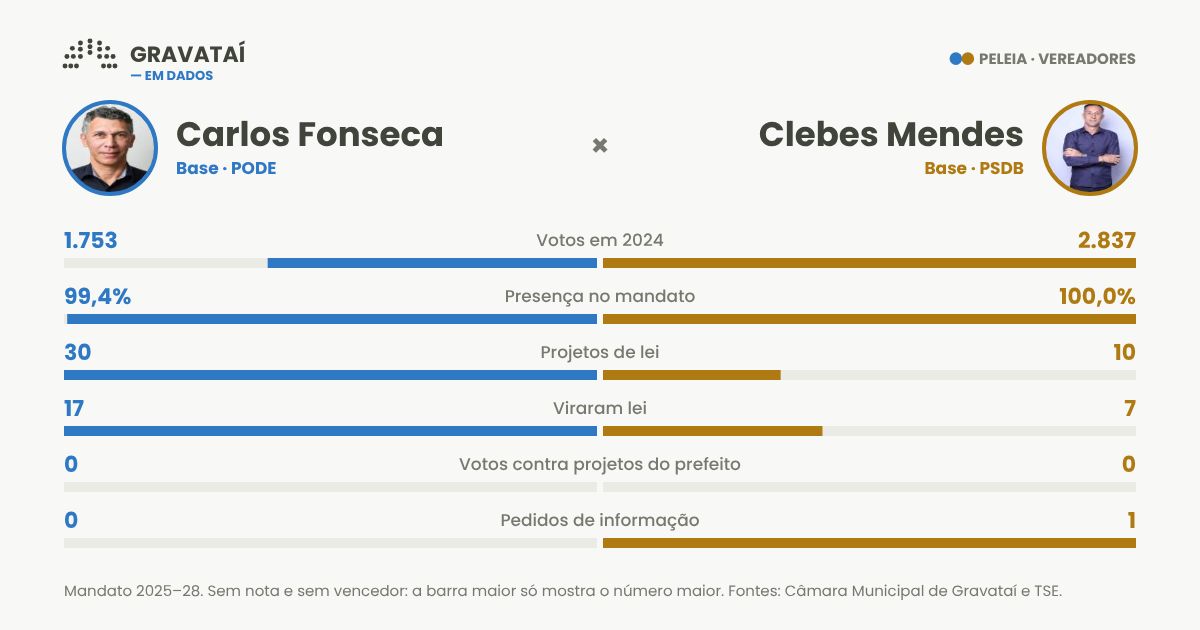 GRAVATAÍ
— EM DADOS
PELEIA · VEREADORES
Carlos Fonseca
Base · PODE
×
Clebes Mendes
Base · PSDB
1.753 Votos em 2024 2.837
99,4% Presença no mandato 100,0%
30 Projetos de lei 10
17 Viraram lei 7
0 Votos contra projetos do prefeito 0
0 Pedidos de informação 1
Mandato 2025–28. Sem nota e sem vencedor: a barra maior só mostra o número maior. Fontes: Câmara Municipal de Gravataí e TSE.